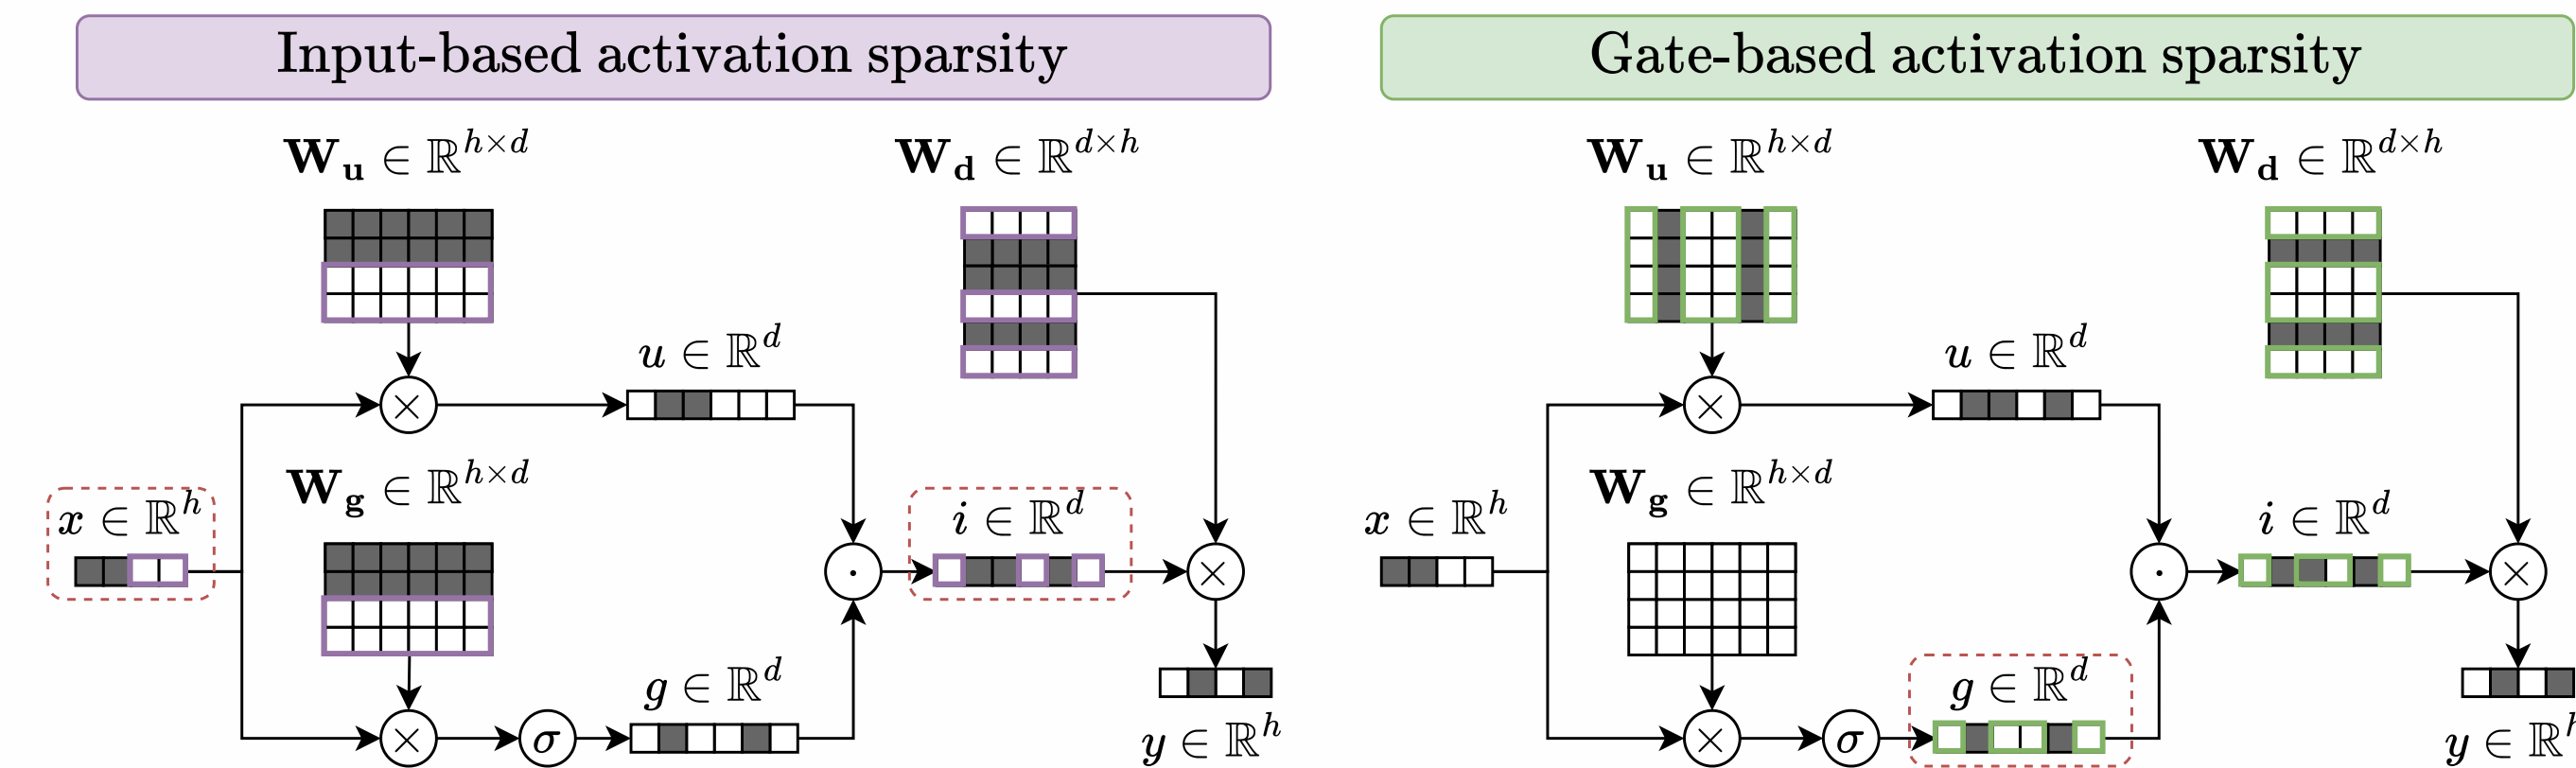 Input-based activation sparsity
W_u ∈ ℝ^{h×d}
W_d ∈ ℝ^{d×h}
u ∈ ℝ^d
×
W_g ∈ ℝ^{h×d}
x ∈ ℝ^h
i ∈ ℝ^d
·
×
g ∈ ℝ^d
×
σ
y ∈ ℝ^h
Gate-based activation sparsity
W_u ∈ ℝ^{h×d}
W_d ∈ ℝ^{d×h}
u ∈ ℝ^d
×
W_g ∈ ℝ^{h×d}
x ∈ ℝ^h
i ∈ ℝ^d
·
×
g ∈ ℝ^d
×
σ
y ∈ ℝ^h